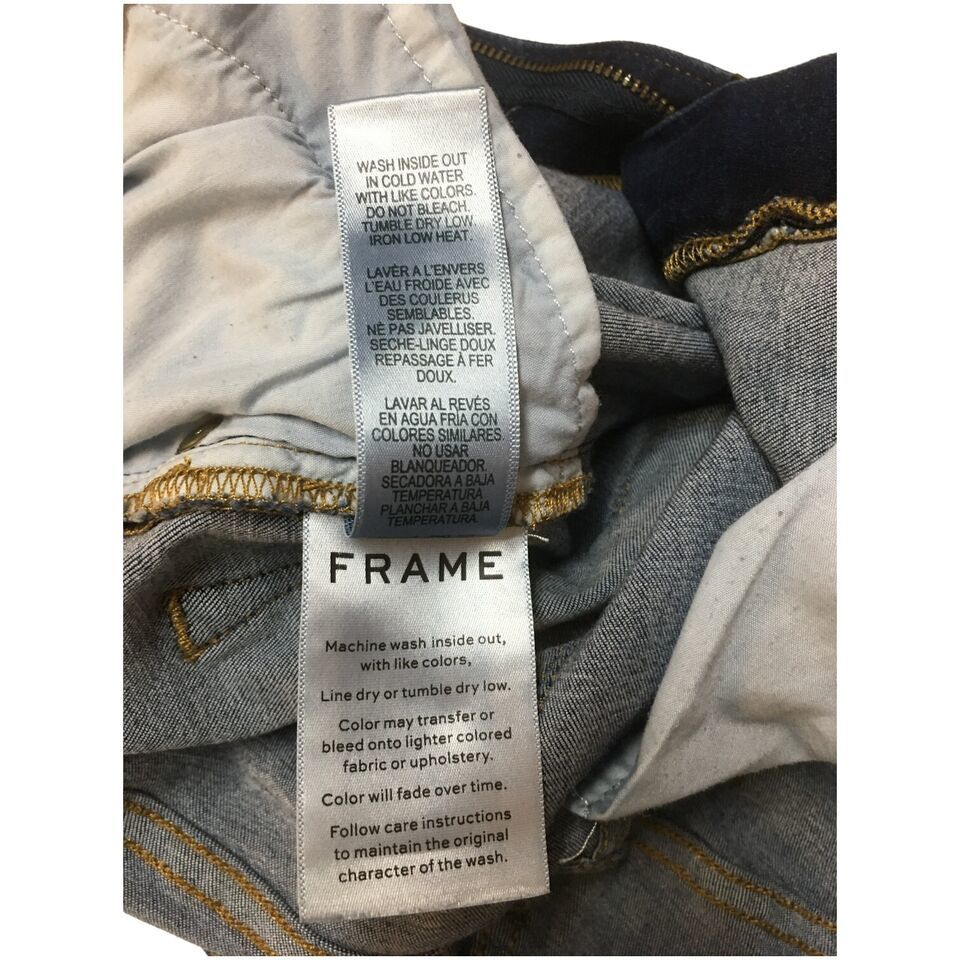 WASH INSIDE OUT
IN COLD WATER
WITH LIKE COLORS.
DO NOT BLEACH.
TUMBLE DRY LOW.
IRON LOW HEAT.
LAVÈR A L'ENVERS
L'EAU FROIDE AVEC
DES COULERUS
SEMBLABLES.
NÈ PAS JAVELLISER.
SECHE-LINGE DOUX
REPASSAGE À FER
DOUX.
LAVAR AL REVÉS
EN AGUA FRÍA CON
COLORES SIMILARES.
NO USAR
BLANQUEADOR.
SECADORA A BAJA
TEMPERATURA
PLANCHAR A BAJA
TEMPERATURA.
FRAME
Machine wash inside out,
with like colors,
Line dry or tumble dry low.
Color may transfer or
bleed onto lighter colored
fabric or upholstery.
Color will fade over time.
Follow care instructions
to maintain the original
character of the wash.